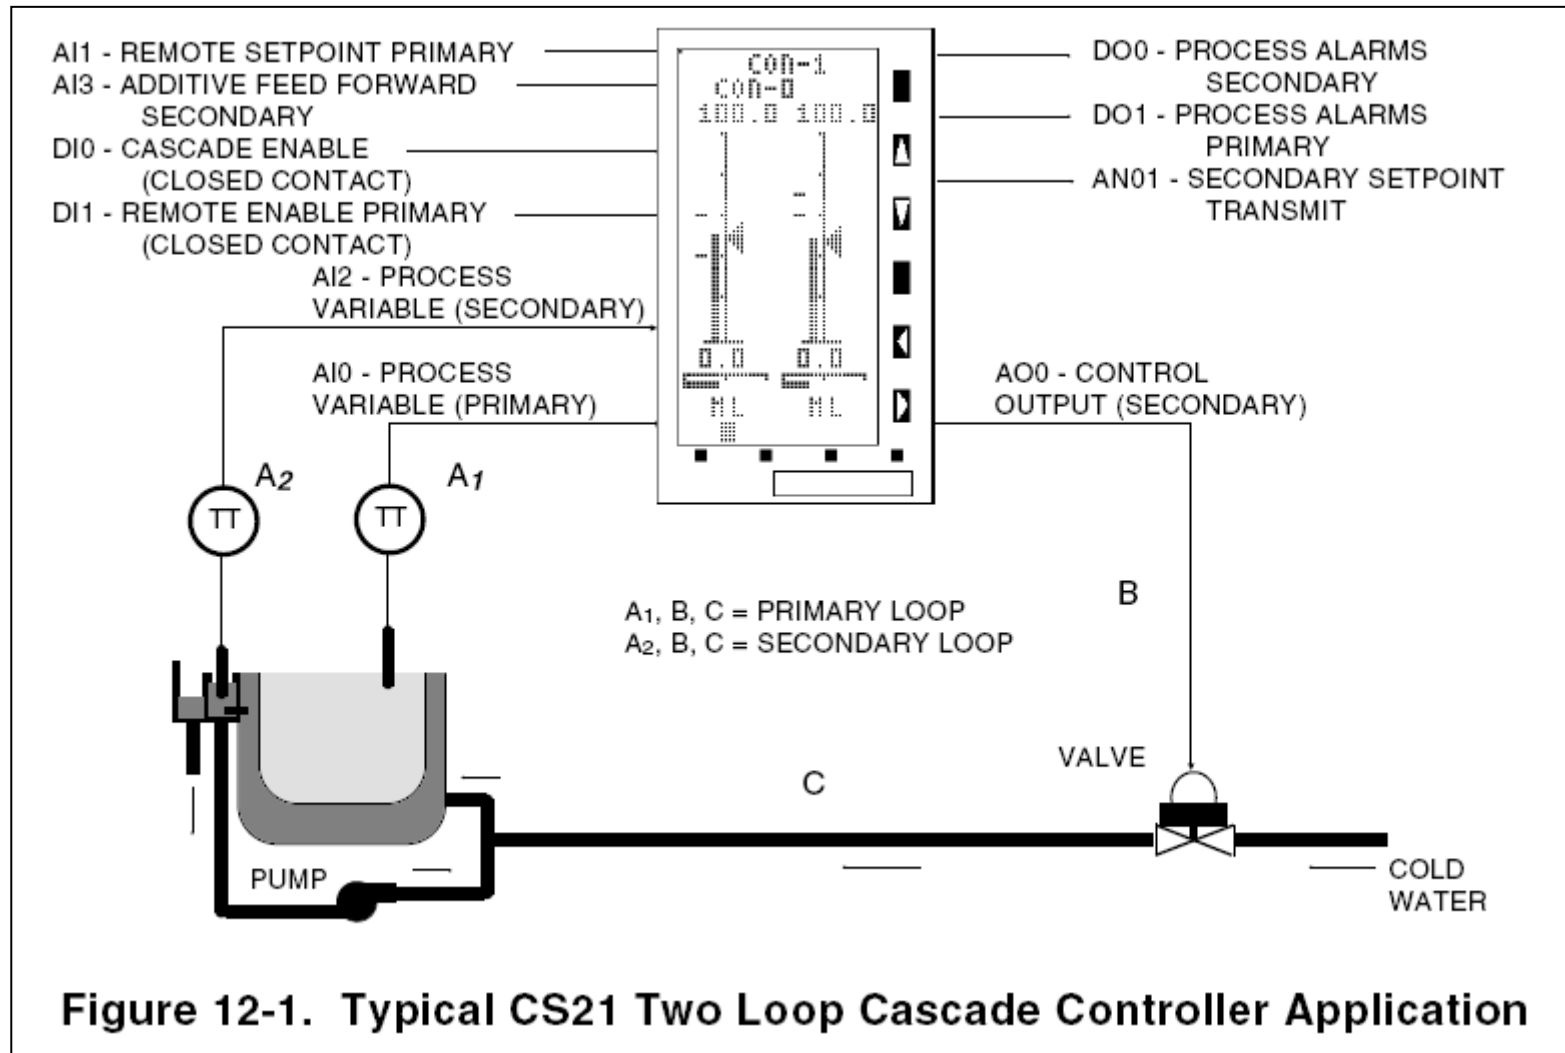 AI1 - REMOTE SETPOINT PRIMARY
AI3 - ADDITIVE FEED FORWARD
SECONDARY
DI0 - CASCADE ENABLE
(CLOSED CONTACT)
DI1 - REMOTE ENABLE PRIMARY
(CLOSED CONTACT)
AI2 - PROCESS
VARIABLE (SECONDARY)
AI0 - PROCESS
VARIABLE (PRIMARY)
CON-1
CON-0
100.0 100.0
0.0 0.0
ML ML
DO0 - PROCESS ALARMS
SECONDARY
DO1 - PROCESS ALARMS
PRIMARY
AN01 - SECONDARY SETPOINT
TRANSMIT
AO0 - CONTROL
OUTPUT (SECONDARY)
A2
A1
TT
TT
A1, B, C = PRIMARY LOOP
A2, B, C = SECONDARY LOOP
B
VALVE
C
PUMP
COLD
WATER
Figure 12-1. Typical CS21 Two Loop Cascade Controller Application